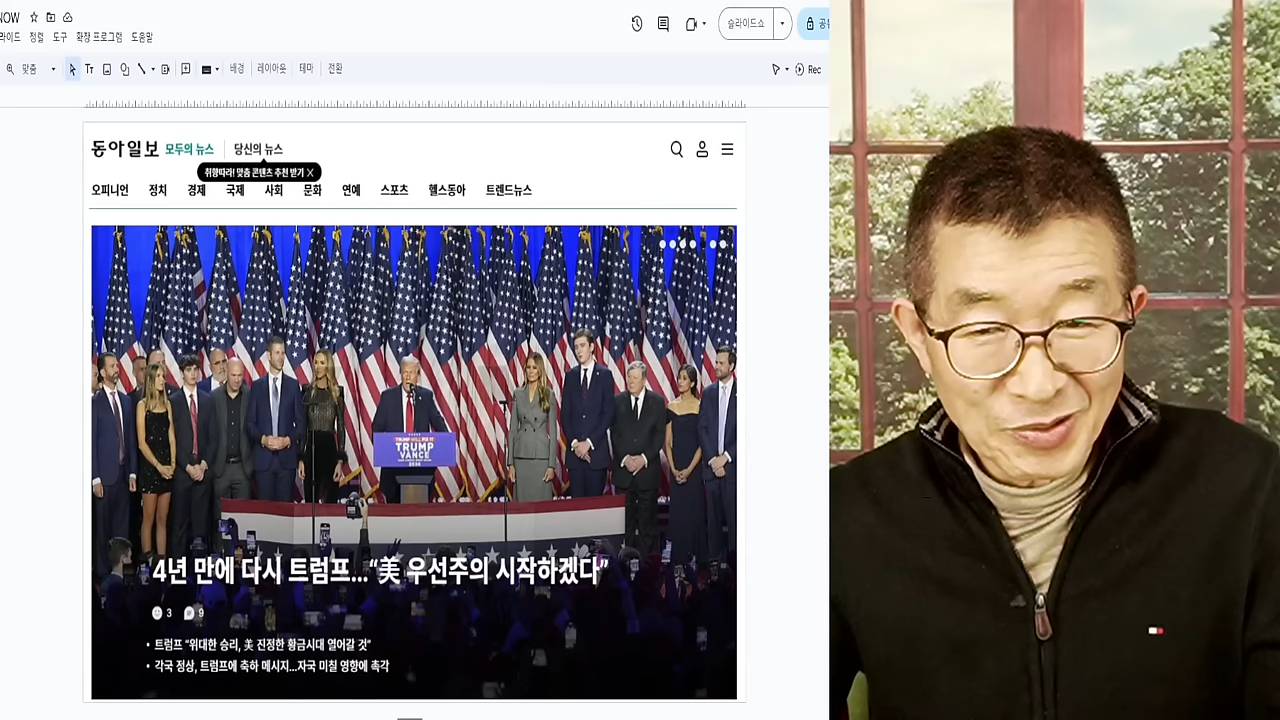 NOW
라이드 정렬 도구 확장 프로그램 도움말
슬라이드쇼
맞춤 Tr 배경 레이아웃 테마 전환 Rec
동아일보 모두의 뉴스 당신의 뉴스
취향따라! 맞춤 콘텐츠 추천 받기 X
오피니언 정치 경제 국제 사회 문화 연예 스포츠 헬스동아 트렌드뉴스
TRUMP WILL FIX IT
TRUMP
VANCE
4년 만에 다시 트럼프...“美 우선주의 시작하겠다”
3 9
• 트럼프 “위대한 승리, 美 진정한 황금시대 열어갈 것”
• 각국 정상, 트럼프에 축하 메시지...자국 미칠 영향에 촉각